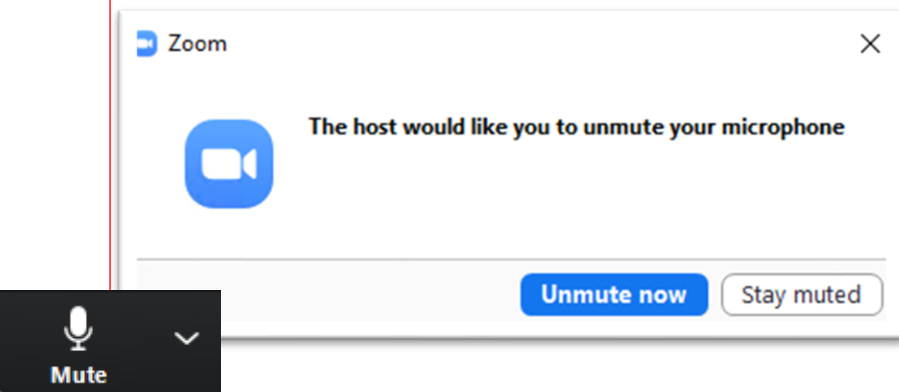 Zoom
The host would like you to unmute your microphone
Unmute now
Stay muted
Mute